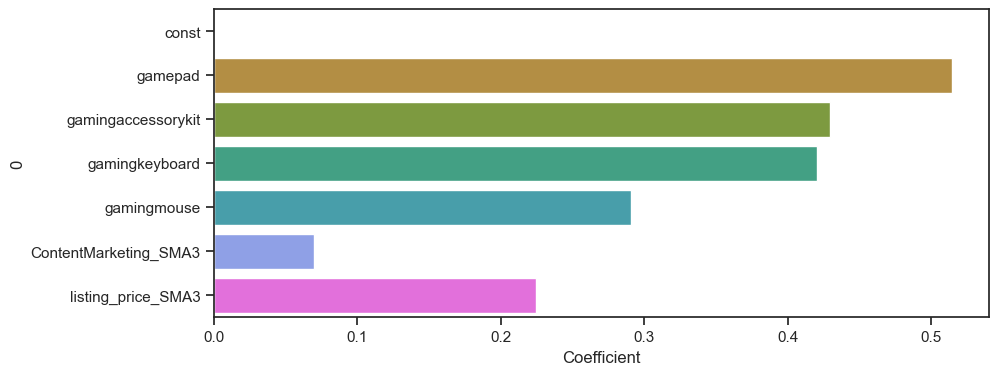 const
gamepad
gamingaccessorykit
gamingkeyboard
gamingmouse
ContentMarketing_SMA3
listing_price_SMA3
0
0.0 0.1 0.2 0.3 0.4 0.5
Coefficient